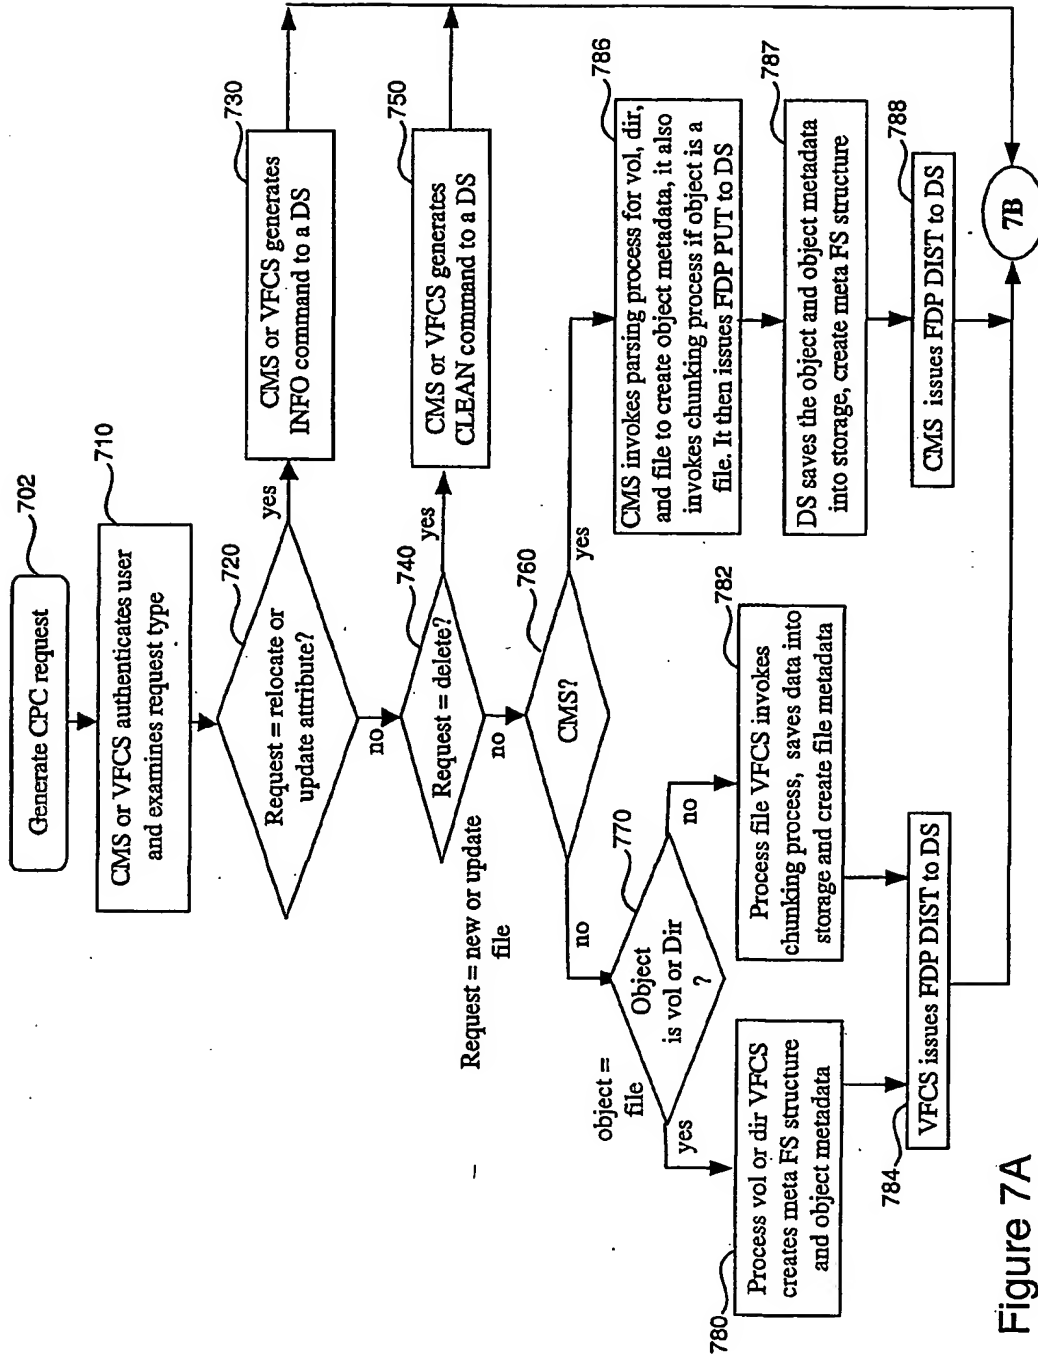 702
Generate CPC request
710
CMS or VFCS authenticates user
and examines request type
720
Request = relocate or
update attribute?
yes
no
730
CMS or VFCS generates
INFO command to a DS
740
Request = delete?
yes
no
750
CMS or VFCS generates
CLEAN command to a DS
Request = new or update
file
760
CMS?
yes
no
770
Object
is vol or Dir
?
object =
file
yes
no
780
Process vol or dir VFCS
creates meta FS structure
and object metadata
782
Process file VFCS invokes
chunking process, saves data into
storage and create file metadata
784
VFCS issues FDP DIST to DS
786
CMS invokes parsing process for vol, dir,
and file to create object metadata, it also
invokes chunking process if object is a
file. It then issues FDP PUT to DS
787
DS saves the object and object metadata
into storage, create meta FS structure
788
CMS issues FDP DIST to DS
7B
Figure 7A